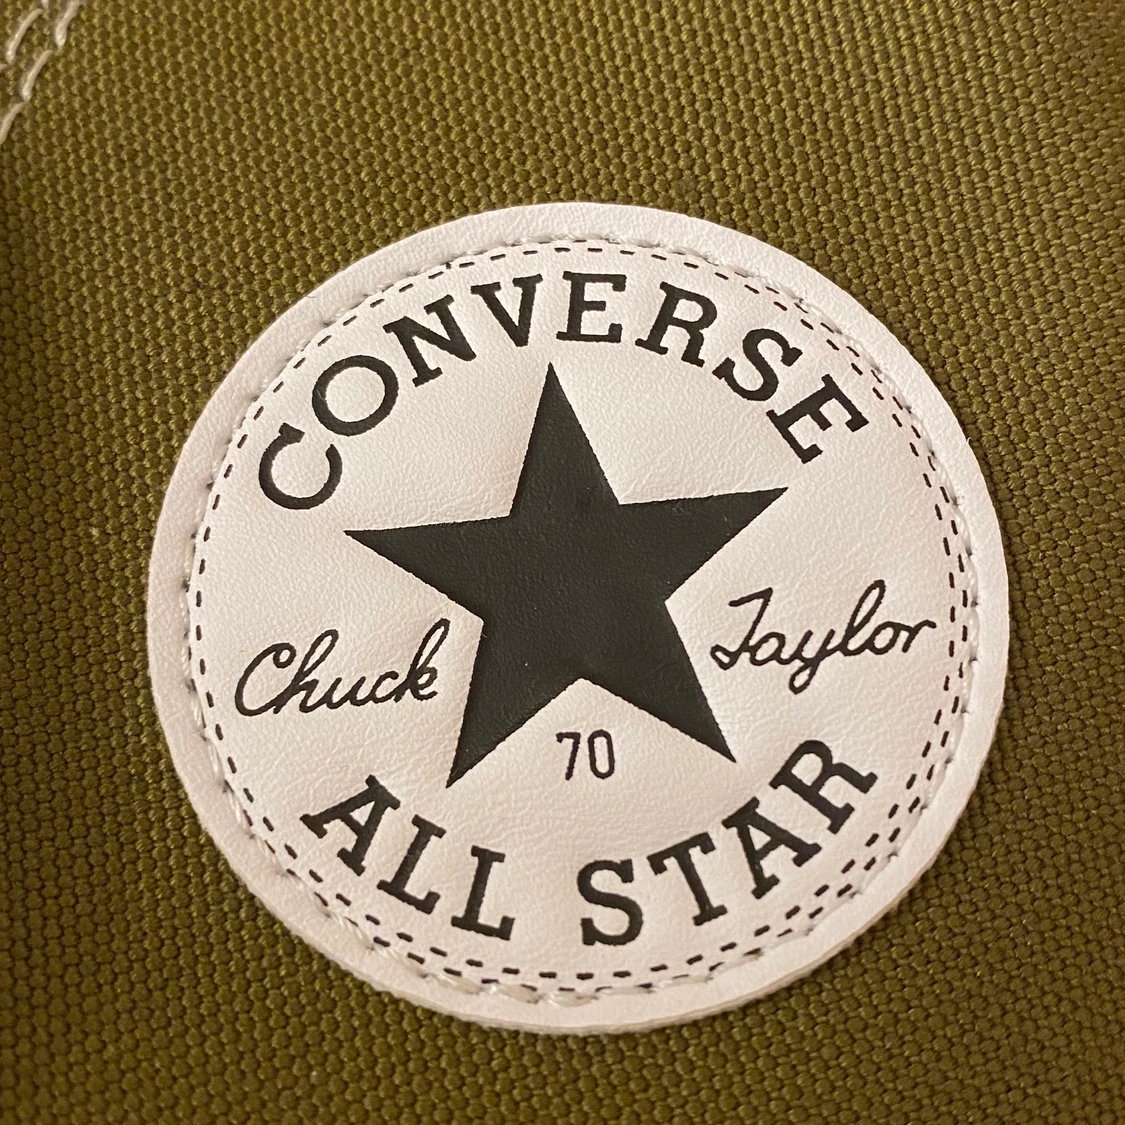 CONVERSE
Chuck Taylor
70
ALL STAR